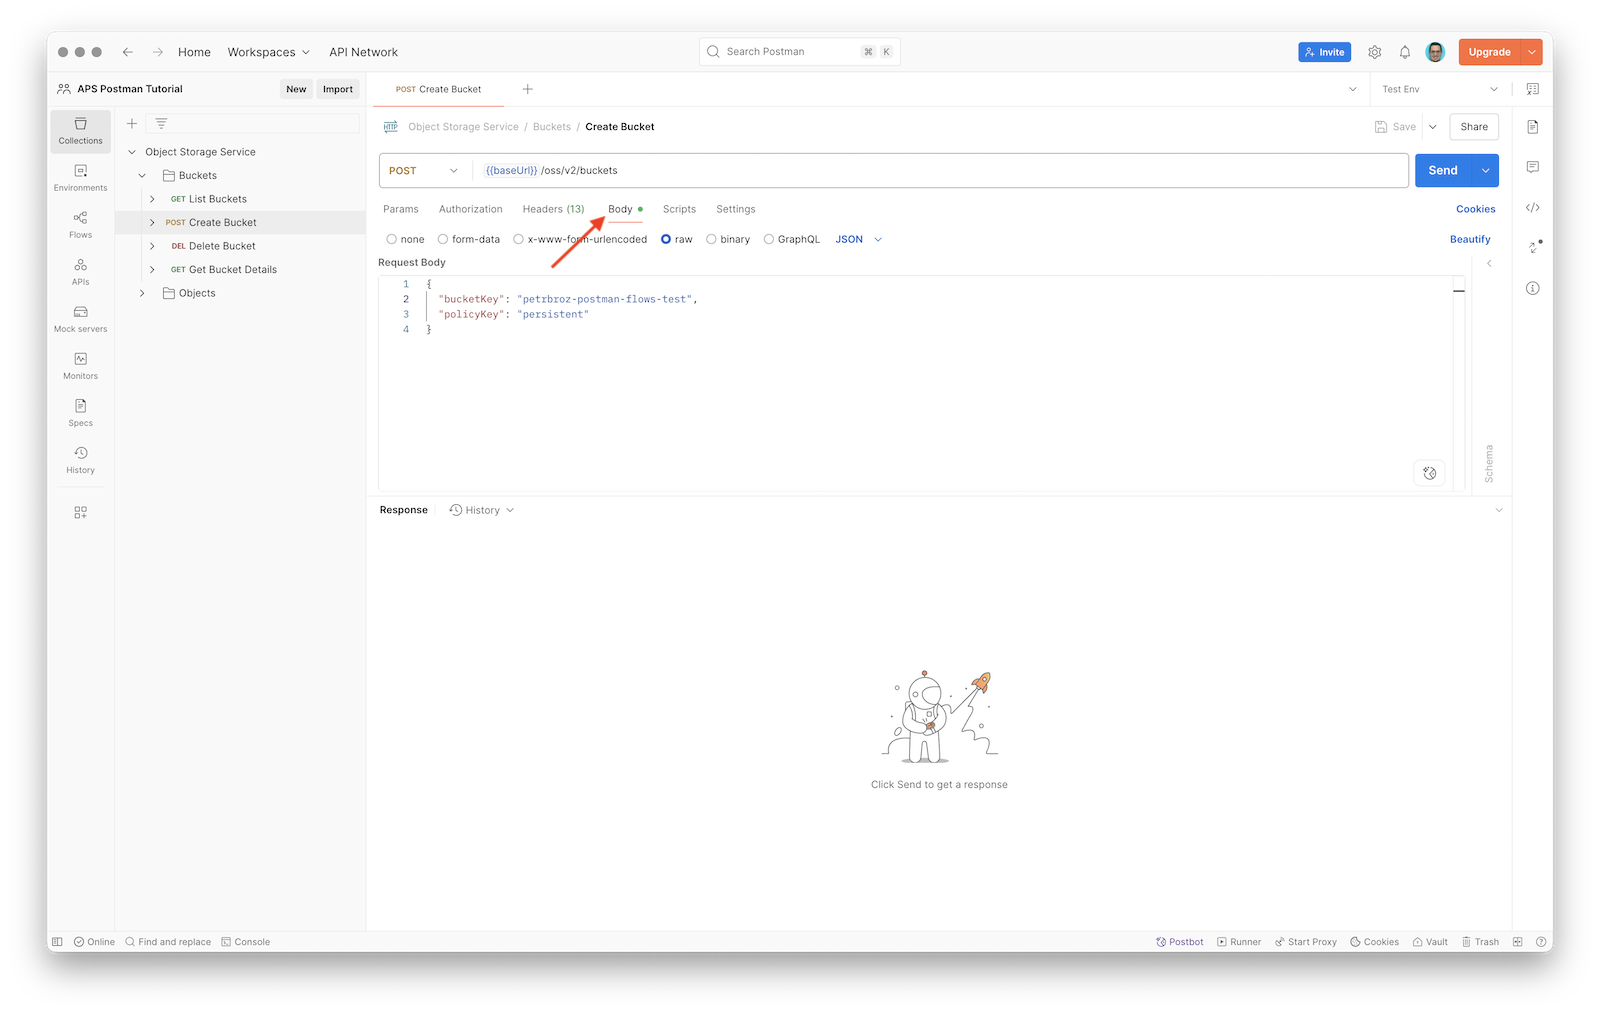 Home Workspaces API Network Search Postman ⌘ K Invite Upgrade
APS Postman Tutorial New Import POST Create Bucket Test Env
Collections
Environments
Flows
APIs
Mock servers
Monitors
Specs
History
Object Storage Service
Buckets
GET List Buckets
POST Create Bucket
DEL Delete Bucket
GET Get Bucket Details
Objects
HTTP Object Storage Service / Buckets / Create Bucket Save Share
POST {{baseUrl}} /oss/v2/buckets Send
Params Authorization Headers (13) Body Scripts Settings Cookies
none form-data x-www-form-urlencoded raw binary GraphQL JSON Beautify
Request Body
1 {
2 "bucketKey": "petrbroz-postman-flows-test",
3 "policyKey": "persistent"
4 }
Schema
Response History
Click Send to get a response
Online Find and replace Console Postbot Runner Start Proxy Cookies Vault Trash